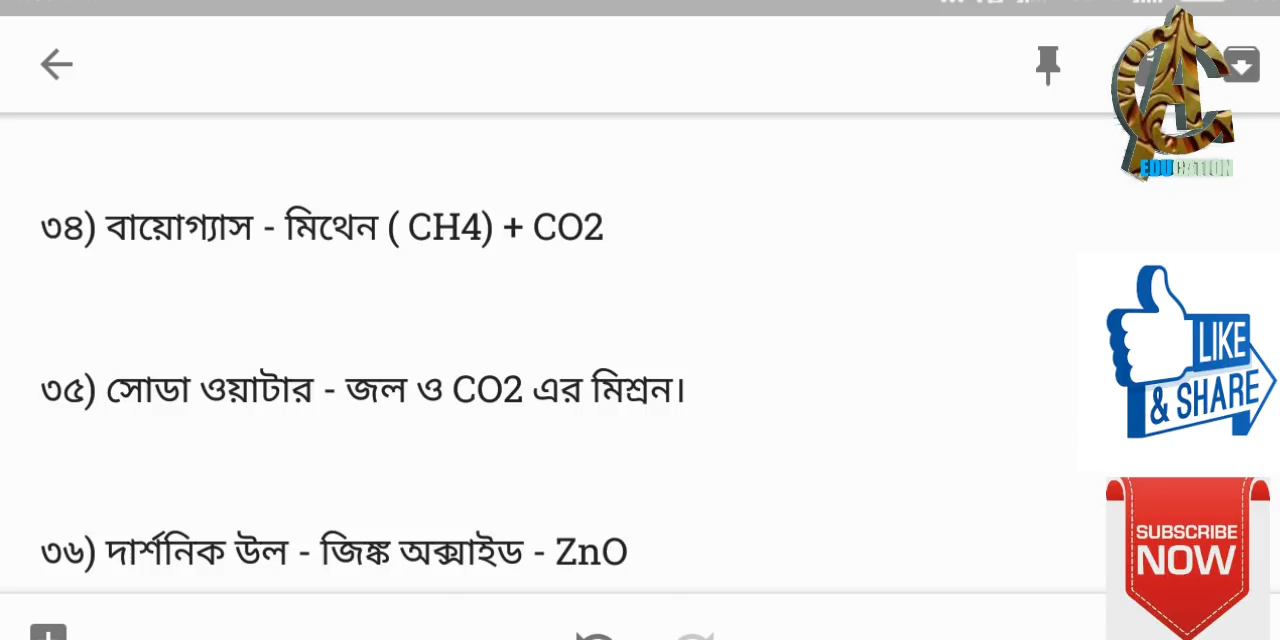 ৩৪) বায়োগ্যাস - মিথেন ( CH4) + CO2
৩৫) সোডা ওয়াটার - জল ও CO2 এর মিশ্রন।
৩৬) দার্শনিক উল - জিঙ্ক অক্সাইড - ZnO
EDUCATION
LIKE
& SHARE
SUBSCRIBE
NOW